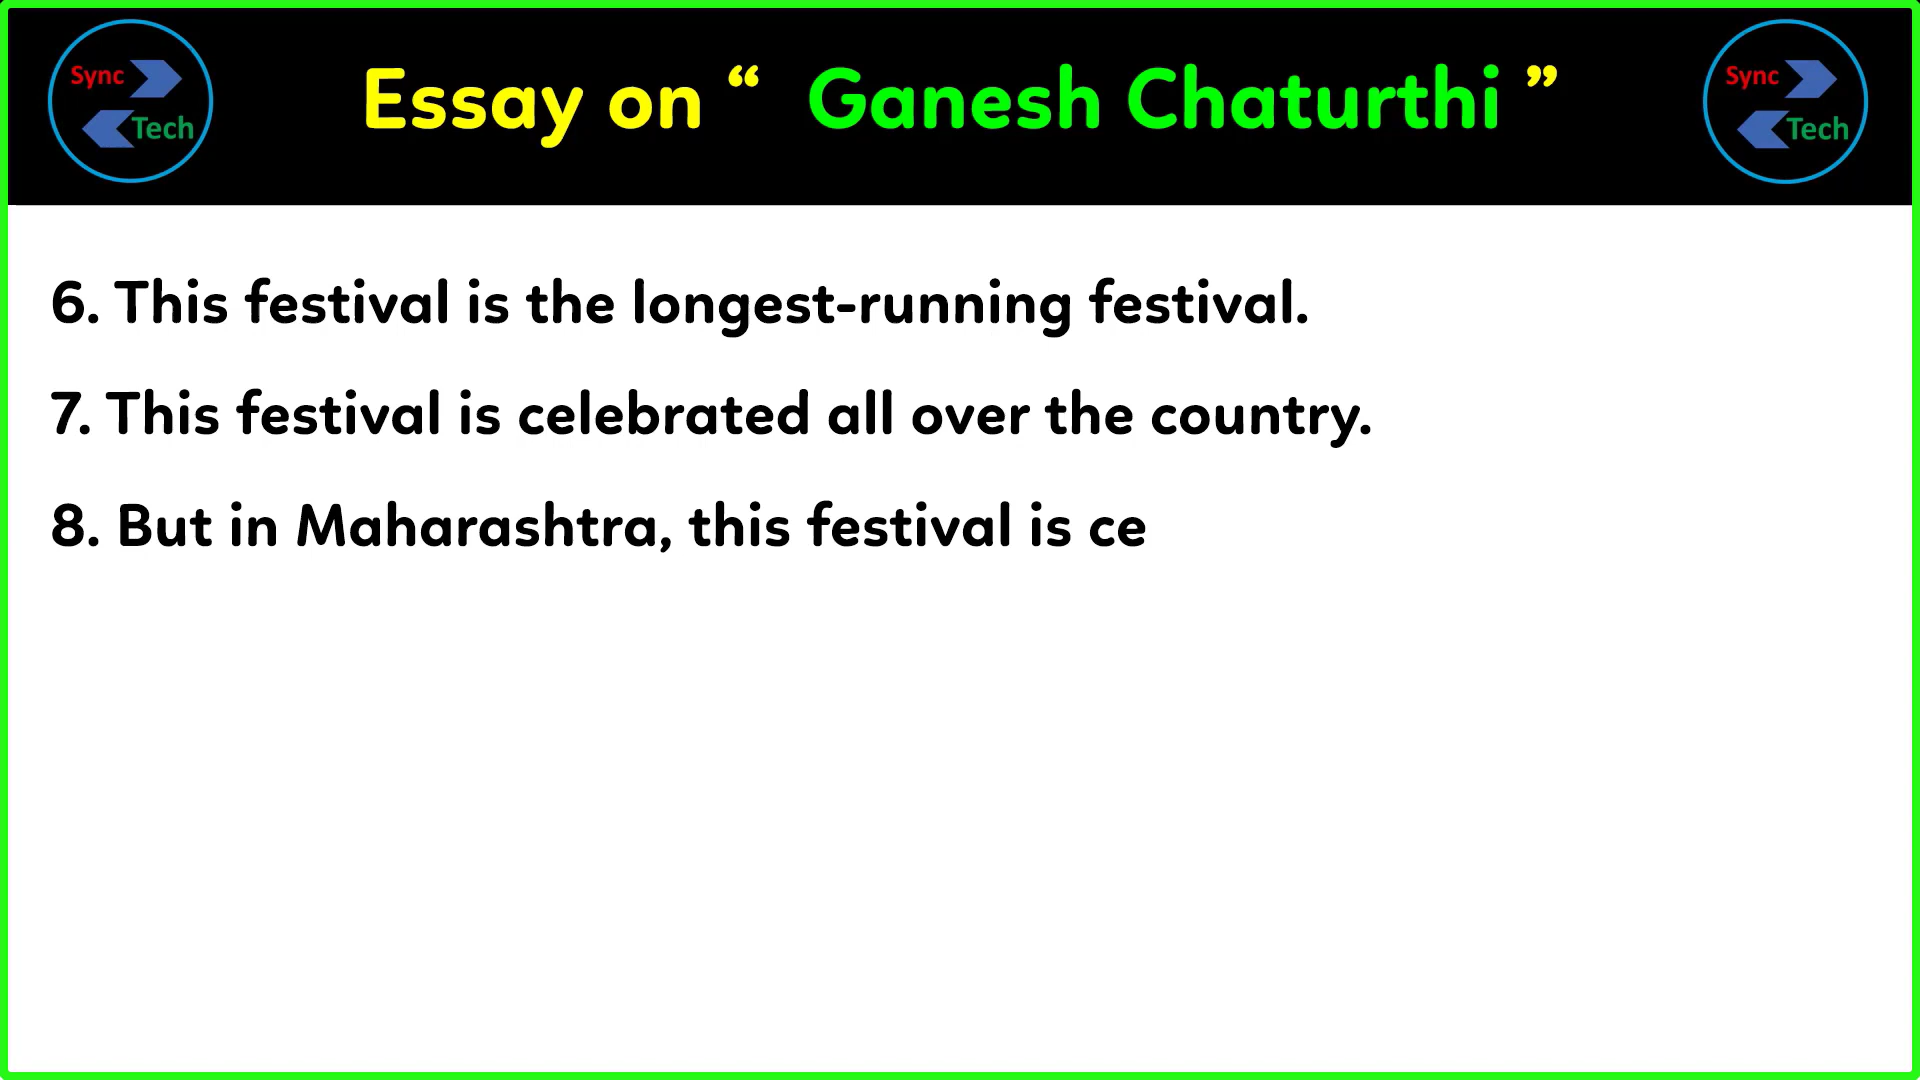 Sync
Tech
Essay on “ Ganesh Chaturthi ”
Sync
Tech
6. This festival is the longest-running festival.
7. This festival is celebrated all over the country.
8. But in Maharashtra, this festival is ce